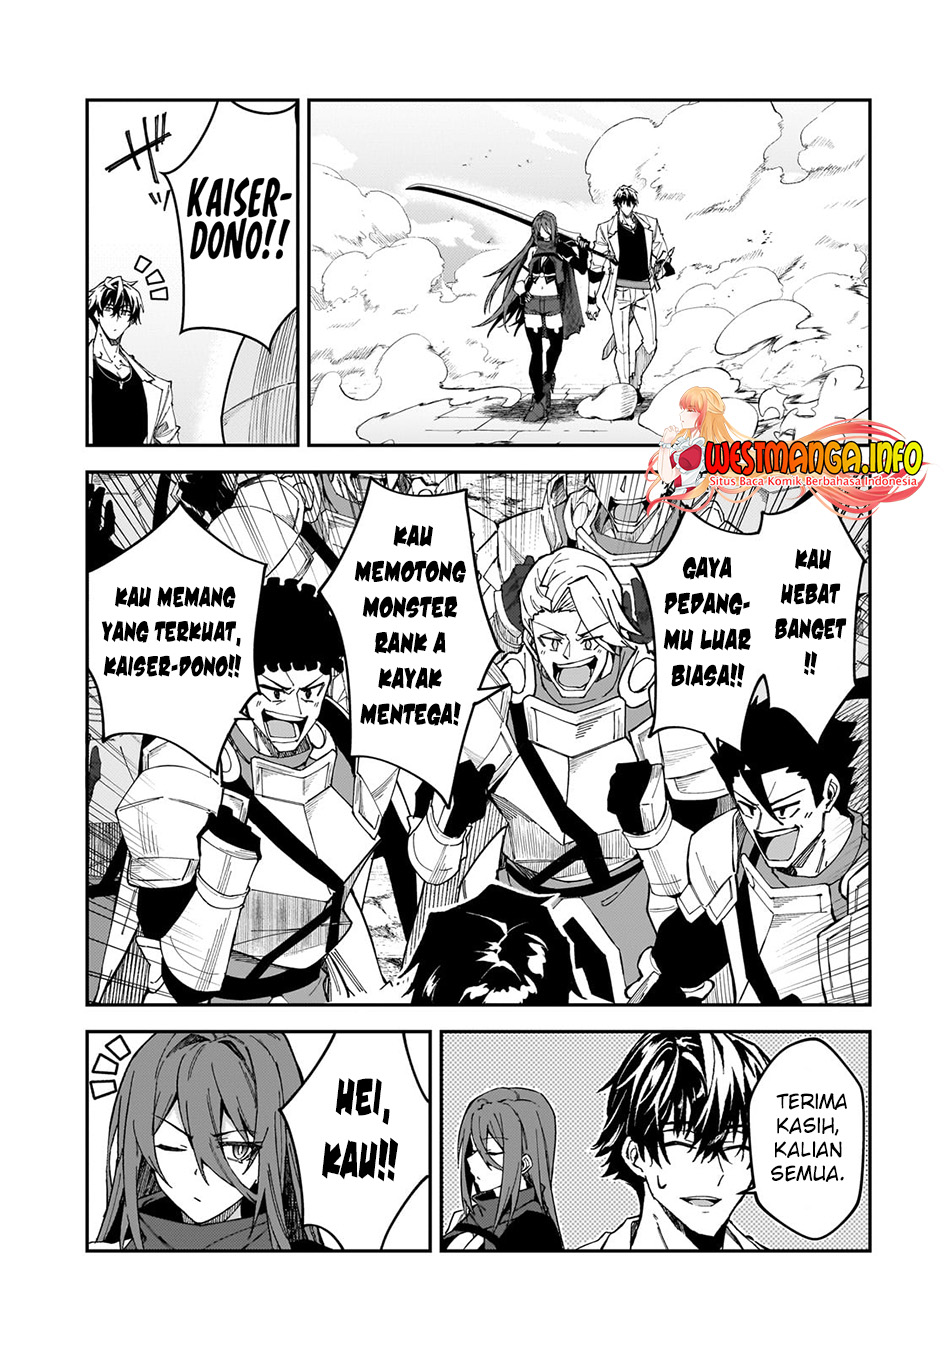 KAISER-
DONO!!
WESTMANGA.INFO
Situs Baca Komik Berbahasa Indonesia
KAU
HEBAT
BANGET
!!
GAYA
PEDANG-
MU LUAR
BIASA!!
KAU
MEMOTONG
MONSTER
RANK A
KAYAK
MENTEGA!
KAU MEMANG
YANG TERKUAT,
KAISER-DONO!!
TERIMA
KASIH,
KALIAN
SEMUA.
HEI,
KAU!!